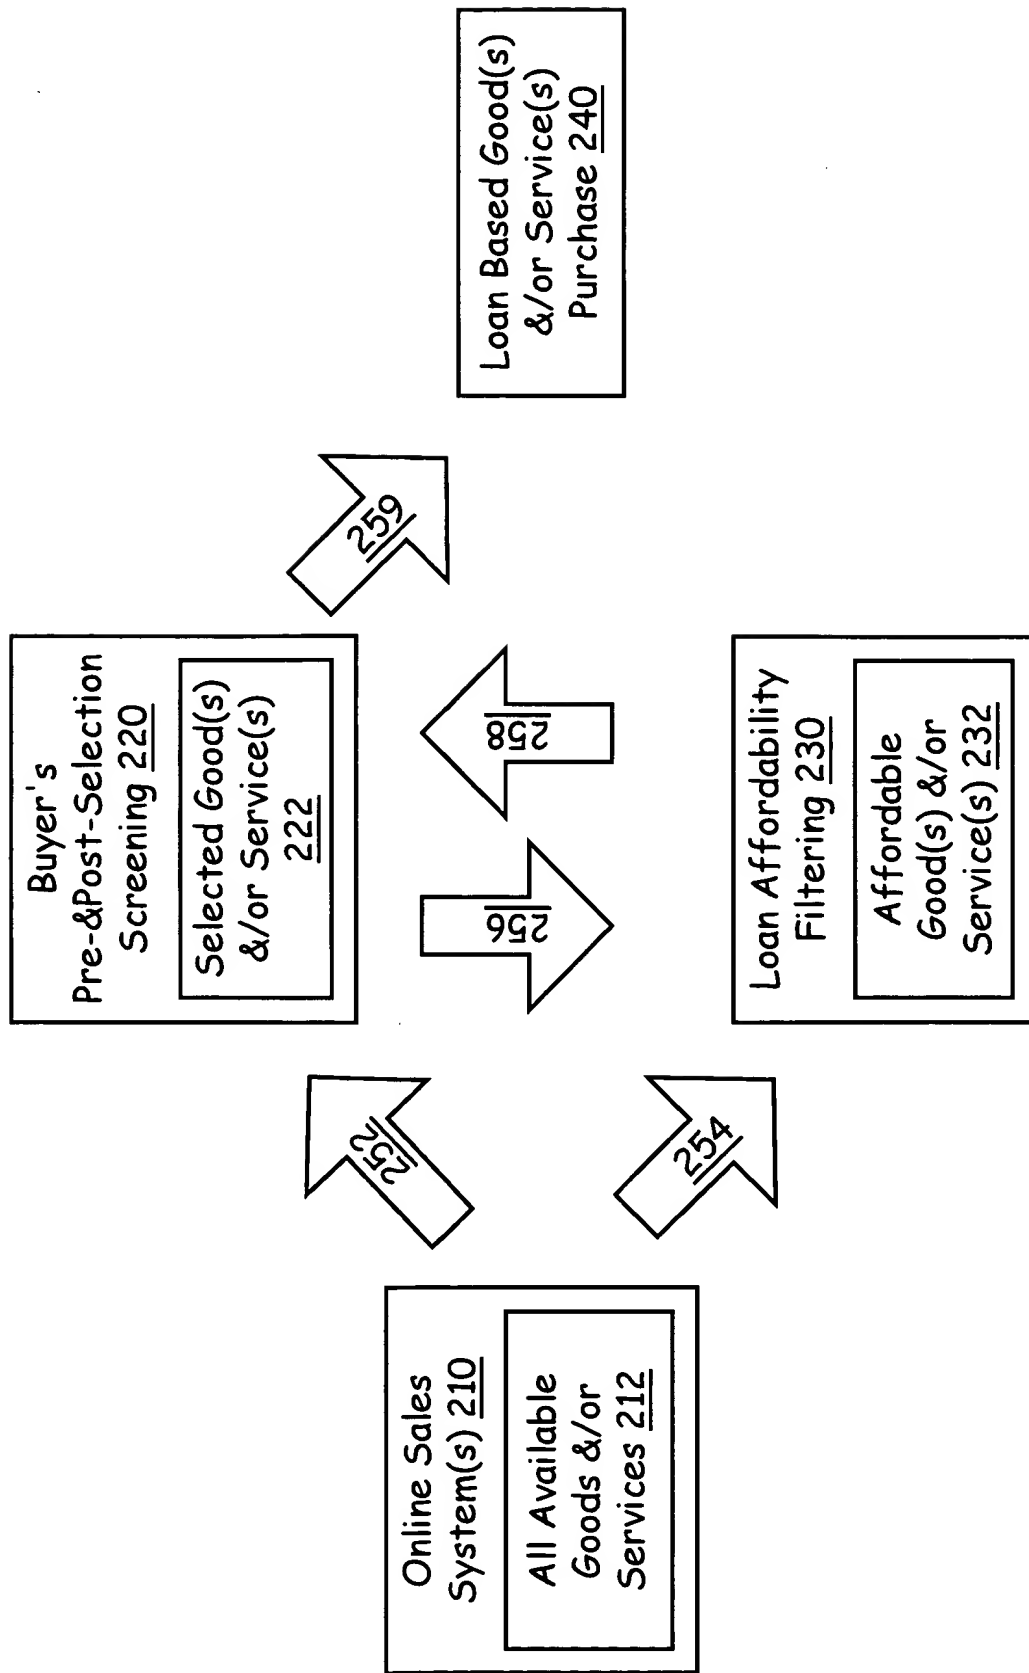 Online Sales
System(s) 210
All Available
Goods &/or
Services 212
252
254
Buyer's
Pre-&Post-Selection
Screening 220
Selected Good(s)
&/or Service(s)
222
256
258
Loan Affordability
Filtering 230
Affordable
Good(s) &/or
Service(s) 232
259
Loan Based Good(s)
&/or Service(s)
Purchase 240